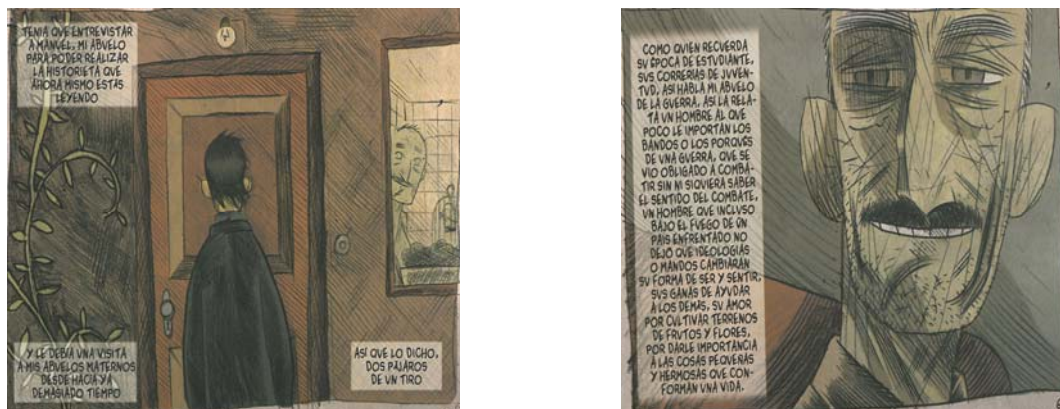 TENIA QUE ENTREVISTAR
A MANUEL, MI ABUELO
PARA PODER REALIZAR
LA HISTORIETA QUE
AHORA MISMO ESTAS
LEYENDO
Y LE DEBÍA UNA VISITA
A MIS ABUELOS MATERNOS
DESDE HACÍA YA
DEMASIADO TIEMPO
ASÍ QUE LO DICHO,
DOS PÁJAROS
DE UN TIRO
COMO QUIEN RECUERDA
SU ÉPOCA DE ESTUDIANTE,
SUS CORRERÍAS DE JUVEN-
TUD, ASÍ HABLA MI ABUELO
DE LA GUERRA, ASÍ LA RELA-
TA UN HOMBRE AL QUE
POCO LE IMPORTAN LOS
BANDOS O LOS PORQUÉS
DE UNA GUERRA, QUE SE
VIO OBLIGADO A COMBA-
TIR SIN NI SIQUIERA SABER
EL SENTIDO DEL COMBATE,
UN HOMBRE QUE INCLUSO
BAJO EL FUEGO DE UN
PAÍS ENFRENTADO NO
DEJÓ QUE IDEOLOGÍAS
O MANDOS CAMBIARAN
SU FORMA DE SER Y SENTIR,
SUS GANAS DE AYUDAR
A LOS DEMÁS, SU AMOR
POR CULTIVAR TERRENOS
DE FRUTOS Y FLORES,
POR DARLE IMPORTANCIA
A LAS COSAS PEQUEÑAS
Y HERMOSAS QUE CON-
FORMAN UNA VIDA.